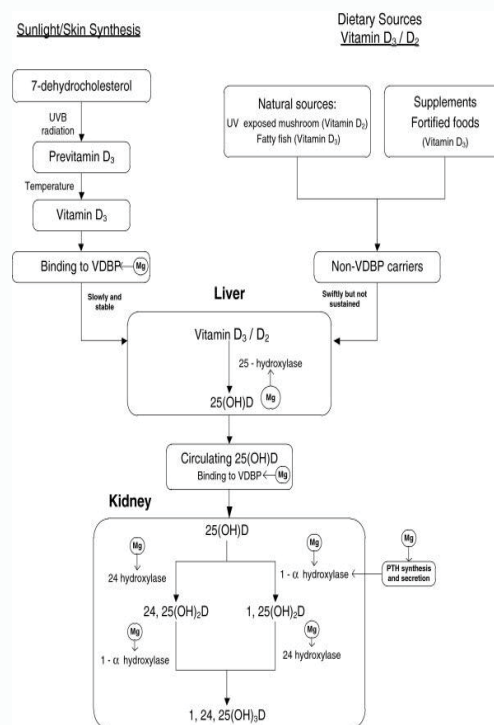 Sunlight/Skin Synthesis
7-dehydrocholesterol
UVB
radiation
Previtamin D₃
Temperature
Vitamin D₃
Binding to VDBP
Mg
Slowly and
stable
Dietary Sources
Vitamin D₃ / D₂
Natural sources:
UV exposed mushroom (Vitamin D₂)
Fatty fish (Vitamin D₃)
Supplements
Fortified foods
(Vitamin D₃)
Non-VDBP carriers
Swiftly but not
sustained
Liver
Vitamin D₃ / D₂
25 - hydroxylase
25(OH)D
Mg
Circulating 25(OH)D
Binding to VDBP
Mg
Kidney
25(OH)D
Mg
24 hydroxylase
Mg
1 - α hydroxylase
Mg
PTH synthesis
and secretion
24, 25(OH)₂D
1, 25(OH)₂D
Mg
1 - α hydroxylase
Mg
24 hydroxylase
1, 24, 25(OH)₃D